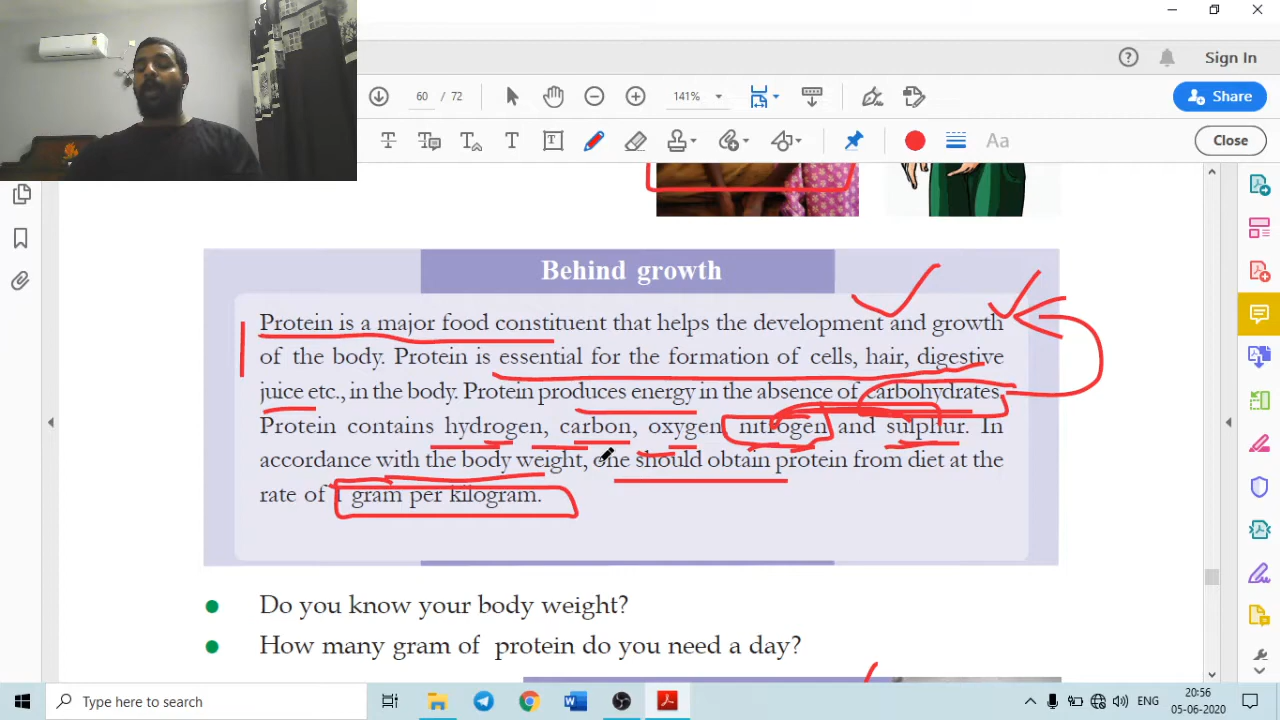 Sign In
60 / 72
141%
Share
T
T
T
T
T
Aa
Close
Behind growth
Protein is a major food constituent that helps the development and growth
of the body. Protein is essential for the formation of cells, hair, digestive
juice etc., in the body. Protein produces energy in the absence of carbohydrates.
Protein contains hydrogen, carbon, oxygen, nitrogen and sulphur. In
accordance with the body weight, one should obtain protein from diet at the
rate of 1 gram per kilogram.
Do you know your body weight?
How many gram of protein do you need a day?
Type here to search
ENG
20:56
05-06-2020